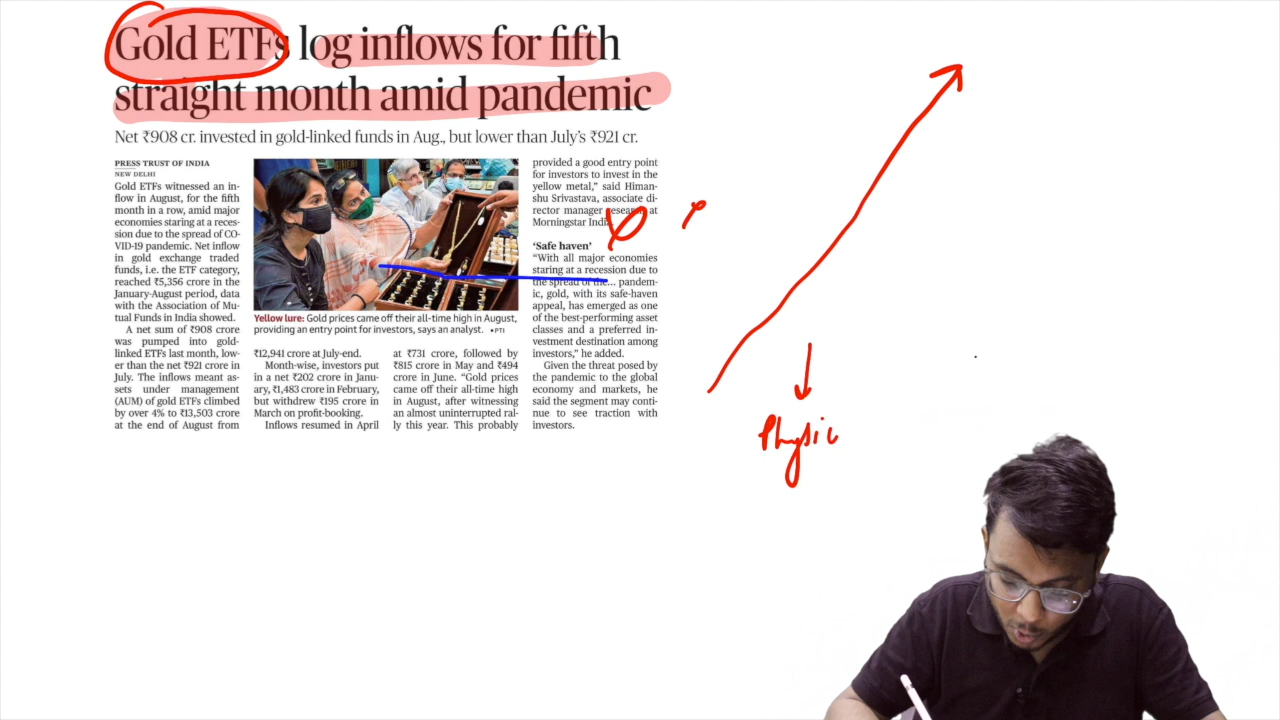 Gold ETFs log inflows for fifth
straight month amid pandemic
Net ₹908 cr. invested in gold-linked funds in Aug., but lower than July's ₹921 cr.
PRESS TRUST OF INDIA
NEW DELHI
Gold ETFs witnessed an in-
flow in August, for the fifth
month in a row, amid major
economies staring at a reces-
sion due to the spread of CO-
VID-19 pandemic. Net inflow
in gold exchange traded
funds, i.e. the ETF category,
reached ₹5,356 crore in the
January-August period, data
with the Association of Mu-
tual Funds in India showed.
A net sum of ₹908 crore
was pumped into gold-
linked ETFs last month, low-
er than the net ₹921 crore in
July. The inflows meant as-
sets under management
(AUM) of gold ETFs climbed
by over 4% to ₹13,503 crore
at the end of August from
Yellow lure: Gold prices came off their all-time high in August,
providing an entry point for investors, says an analyst. •PTI
₹12,941 crore at July-end.
Month-wise, investors put
in a net ₹202 crore in Janu-
ary, ₹1,483 crore in February,
but withdrew ₹195 crore in
March on profit-booking.
Inflows resumed in April
at ₹731 crore, followed by
₹815 crore in May and ₹494
crore in June. “Gold prices
came off their all-time high
in August, after witnessing
an almost uninterrupted ral-
ly this year. This probably
provided a good entry point
for investors to invest in the
yellow metal,” said Himan-
shu Srivastava, associate di-
rector manager research at
Morningstar India.
‘Safe haven’
“With all major economies
staring at a recession due to
the spread of the... pandem-
ic, gold, with its safe-haven
appeal, has emerged as one
of the best-performing asset
classes and a preferred in-
vestment destination among
investors,” he added.
Given the threat posed by
the pandemic to the global
economy and markets, he
said the segment may conti-
nue to see traction with
investors.
Physic